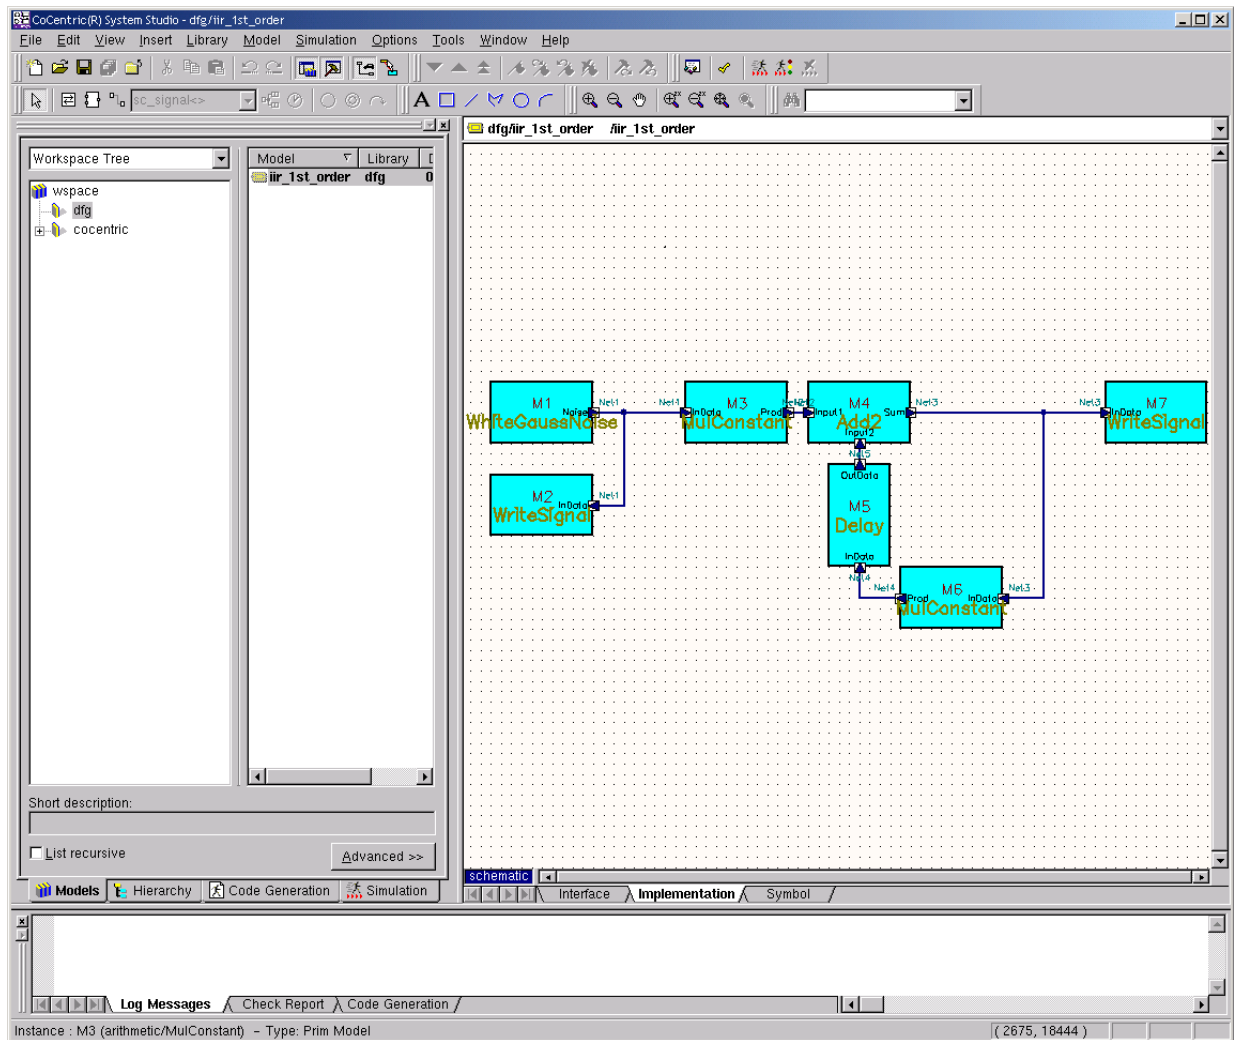 CoCentric(R) System Studio - dfg/iir_1st_order
File Edit View Insert Library Model Simulation Options Tools Window Help
sc_signal<>
A
2X 2X
dfg/iir_1st_order /iir_1st_order
Workspace Tree
Model Library
wspace
iir_1st_order dfg 0
dfg
cocentric
M1
Noise
WhiteGaussNoise
Net1
Net1
InData M3 Prod
MulConstant
Input1 M4 Sum
Add2
Input2
Net3
Net3
InData M7
WriteSignal
M2
InData
WriteSignal
Net1
Net5
OutData
M5
Delay
InData
Net4
Net4
Prod M6 InData
MulConstant
Net3
Short description:
List recursive
Advanced >>
Models Hierarchy Code Generation Simulation
schematic
Interface Implementation Symbol
Log Messages Check Report Code Generation
Instance : M3 (arithmetic/MulConstant) - Type: Prim Model
( 2675, 18444 )